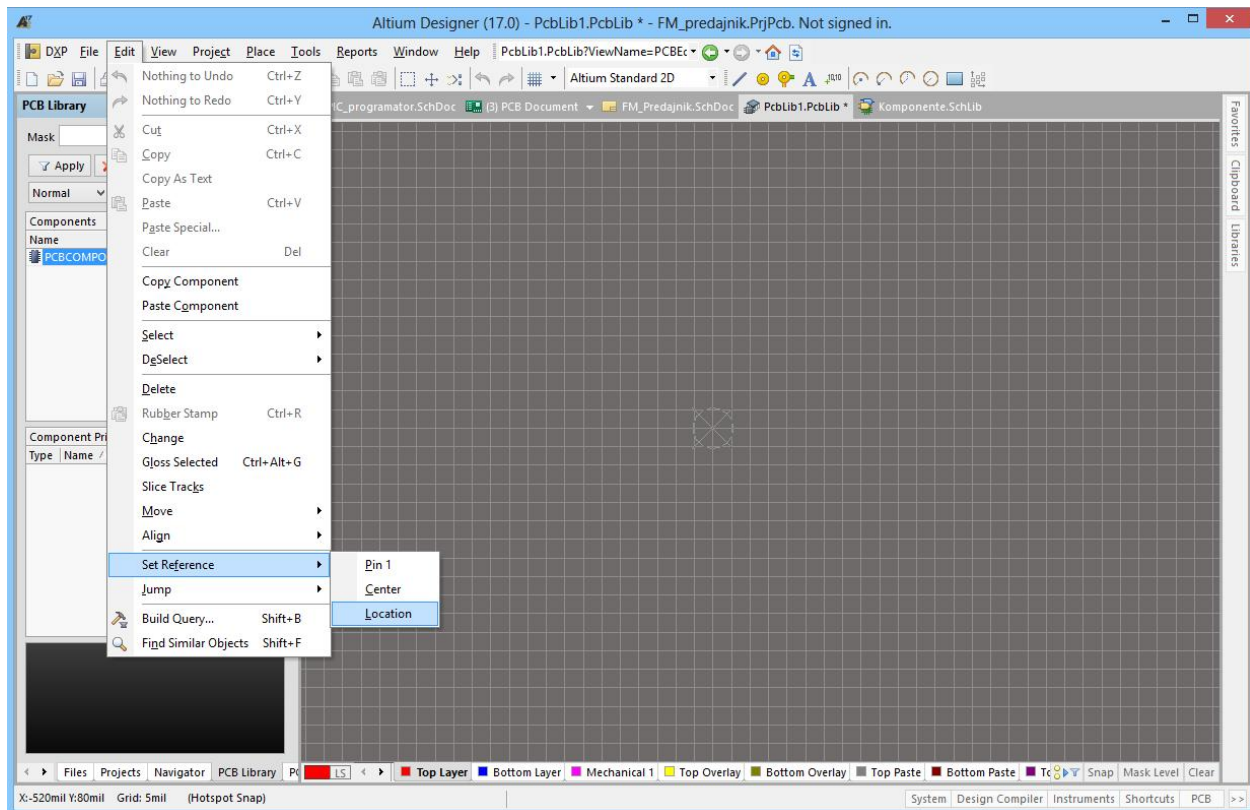 Altium Designer (17.0) - PcbLib1.PcbLib * - FM_predajnik.PrjPcb. Not signed in.
DXP File Edit View Project Place Tools Reports Window Help PcbLib1.PcbLib?ViewName=PCBEc
Altium Standard 2D
PCB Library
IC_programator.SchDoc (3) PCB Document FM_Predajnik.SchDoc PcbLib1.PcbLib * Komponente.SchLib
Mask
Apply
Normal
Components
Name
PCBCOMPO
Component Pri
Type Name /
Nothing to Undo Ctrl+Z
Nothing to Redo Ctrl+Y
Cut Ctrl+X
Copy Ctrl+C
Copy As Text
Paste Ctrl+V
Paste Special...
Clear Del
Copy Component
Paste Component
Select
DeSelect
Delete
Rubber Stamp Ctrl+R
Change
Gloss Selected Ctrl+Alt+G
Slice Tracks
Move
Align
Set Reference
Jump
Build Query... Shift+B
Find Similar Objects Shift+F
Pin 1
Center
Location
Favorites
Clipboard
Libraries
Files Projects Navigator PCB Library LS Top Layer Bottom Layer Mechanical 1 Top Overlay Bottom Overlay Top Paste Bottom Paste Snap Mask Level Clear
X:-520mil Y:80mil Grid: 5mil (Hotspot Snap) System Design Compiler Instruments Shortcuts PCB >>